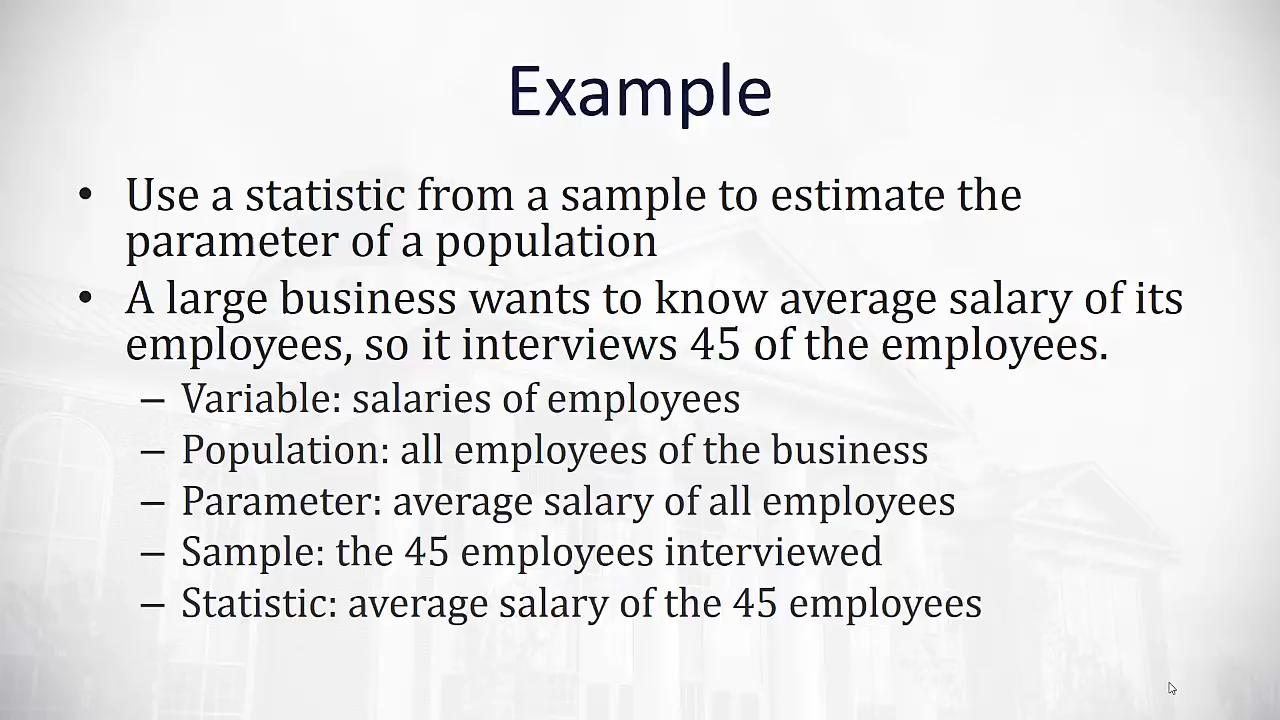 Example
• Use a statistic from a sample to estimate the
parameter of a population
• A large business wants to know average salary of its
employees, so it interviews 45 of the employees.
– Variable: salaries of employees
– Population: all employees of the business
– Parameter: average salary of all employees
– Sample: the 45 employees interviewed
– Statistic: average salary of the 45 employees